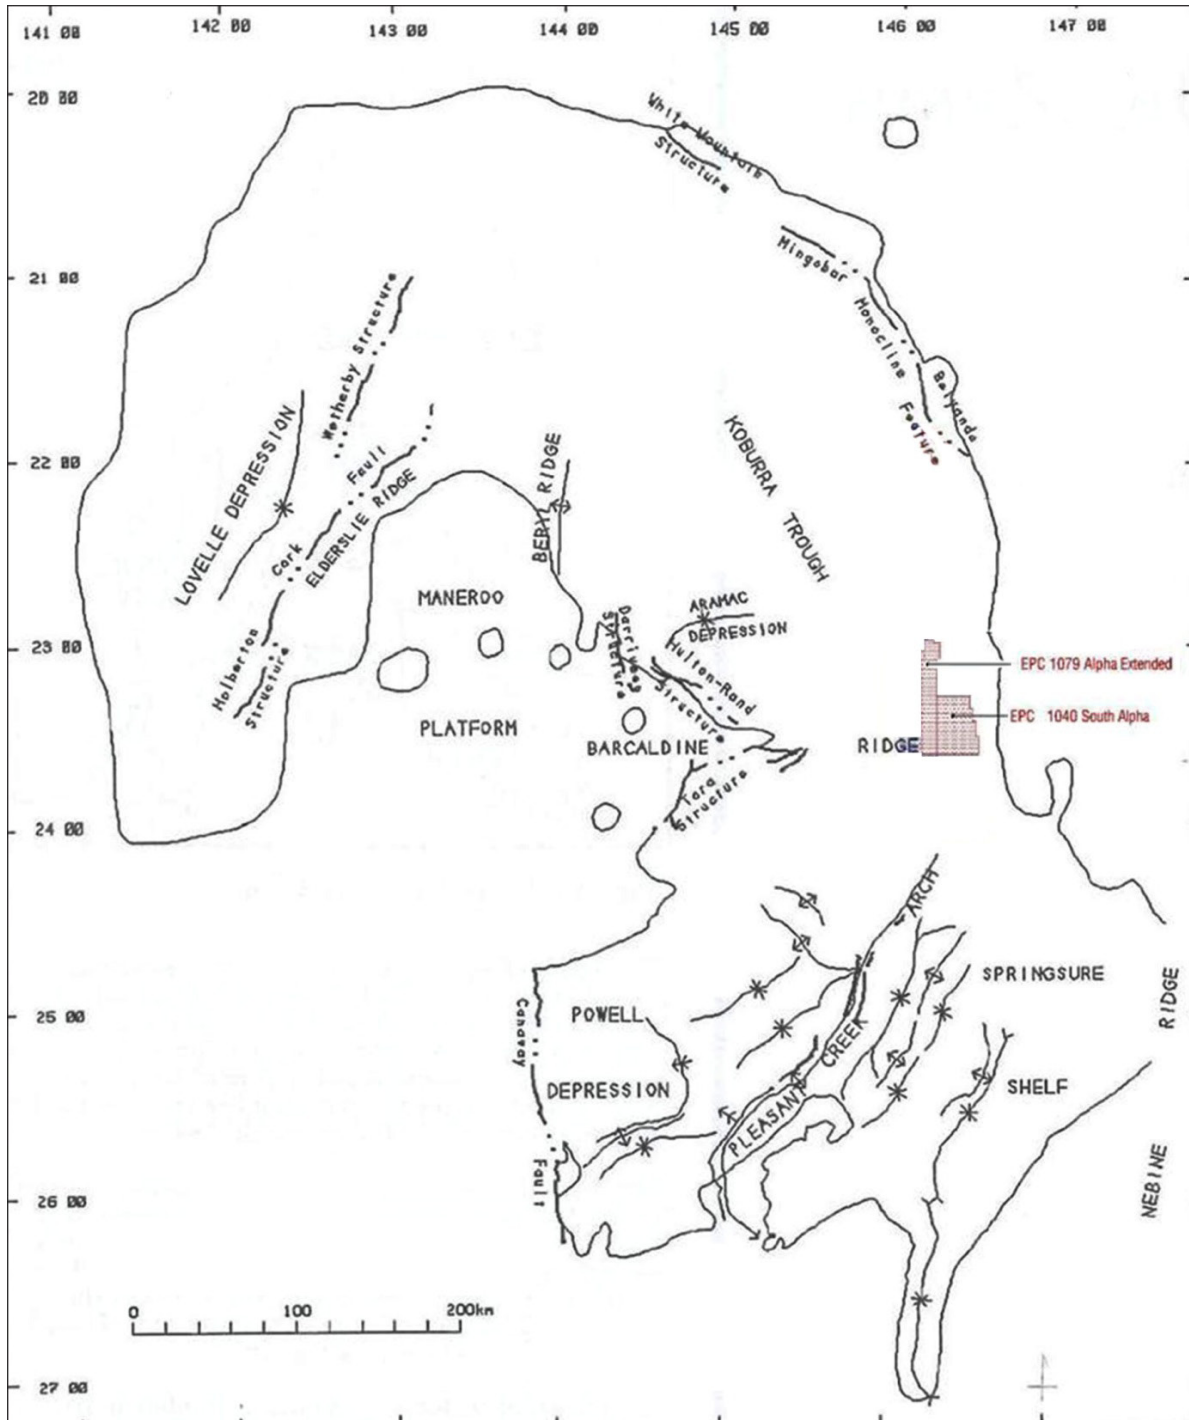 141 00
142 00
143 00
144 00
145 00
146 00
147 00
20 00
White Mounture
Structure
21 00
Mingobar
Monocline
Feature
Belyando
Wetherby Structure
LOVELLE DEPRESSION
22 00
Cork Fault
ELDERSLIE RIDGE
BERYL RIDGE
KOBURRA TROUGH
MANEROO
PLATFORM
ARAMAC
DEPRESSION
Darriveen
Structure
Hulton-Rand
Structure
23 00
Holberton
Structure
EPC 1079 Alpha Extended
EPC 1040 South Alpha
BARCALDINE
RIDGE
Tara
Structure
24 00
ARCH
SPRINGSURE
SHELF
POWELL
DEPRESSION
CREEK
PLEASANT
Canaway
Fault
25 00
RIDGE
NEBINE
26 00
0 100 200km
27 00